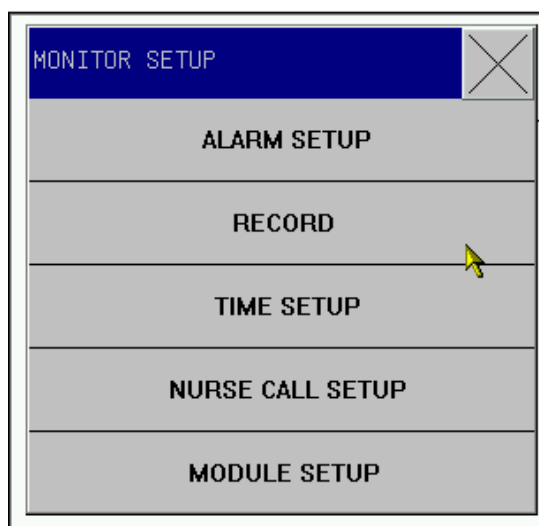 MONITOR SETUP
ALARM SETUP
RECORD
TIME SETUP
NURSE CALL SETUP
MODULE SETUP